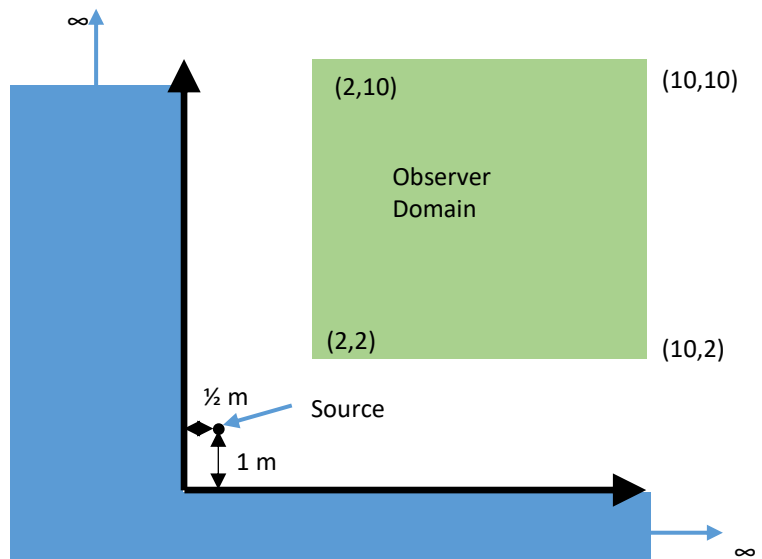 ∞
(2,10)
(10,10)
Observer
Domain
(2,2)
(10,2)
½ m
Source
1 m
∞